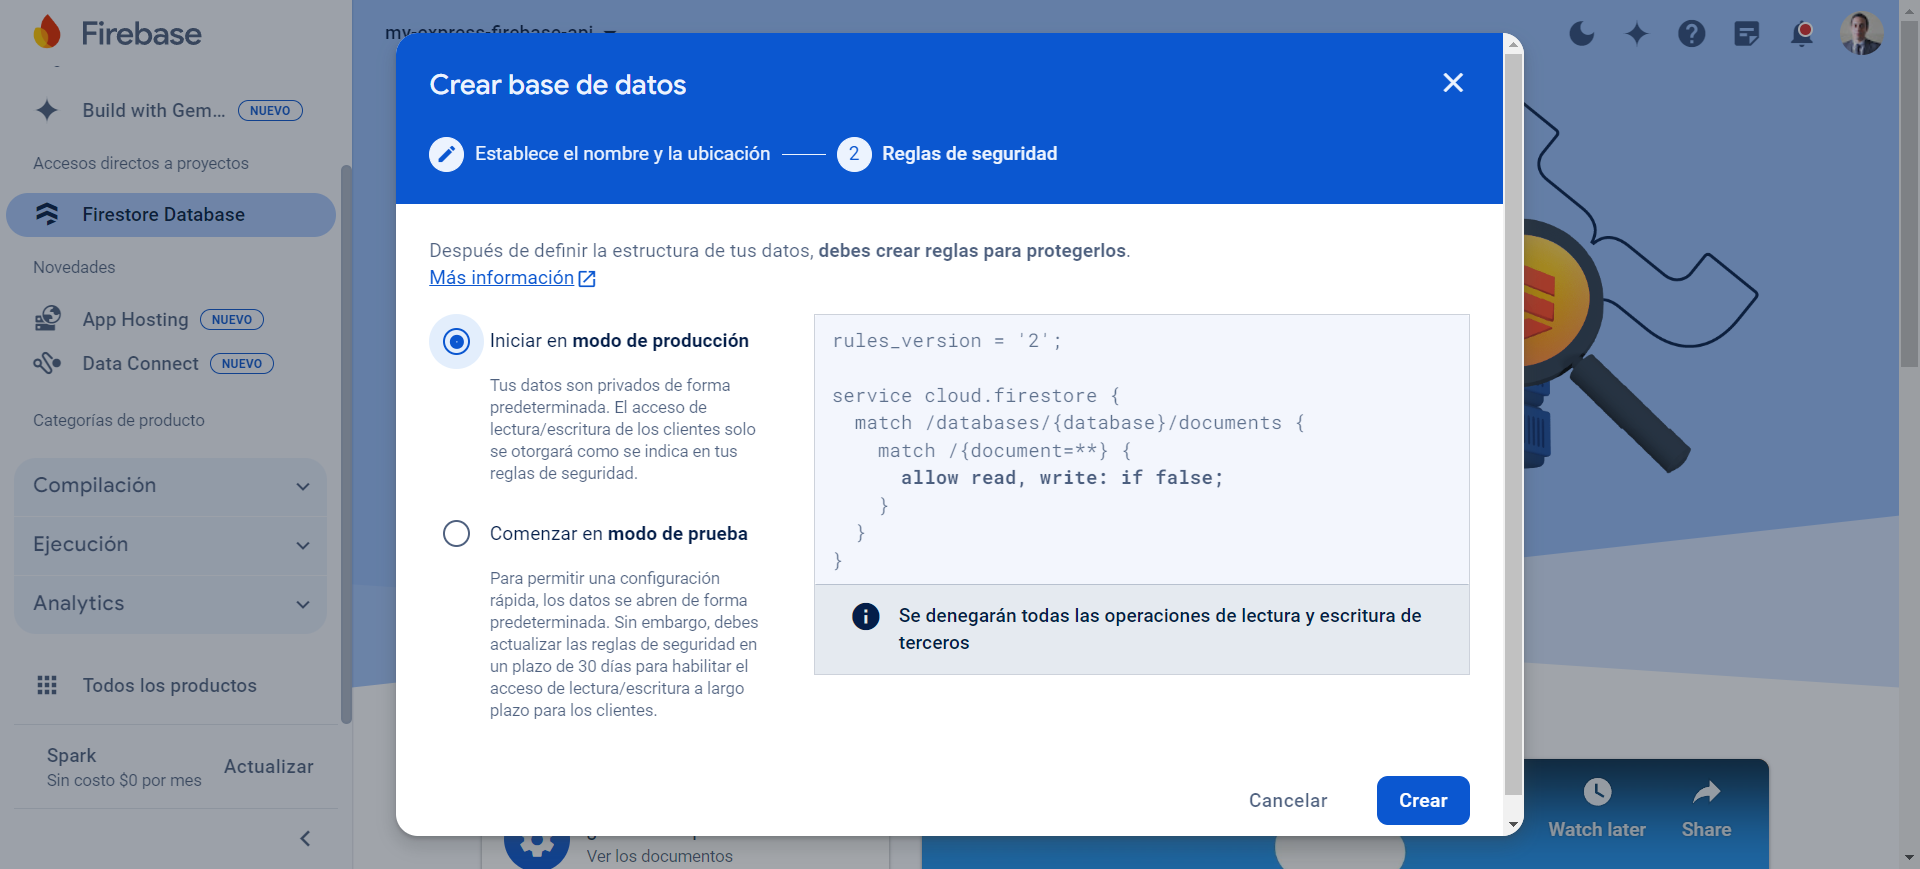 Firebase
my-express-firebase-api
Build with Gem...
NUEVO
Accesos directos a proyectos
Firestore Database
Novedades
App Hosting
NUEVO
Data Connect
NUEVO
Categorías de producto
Compilación
Ejecución
Analytics
Todos los productos
Spark
Sin costo $0 por mes
Actualizar
Crear base de datos
Establece el nombre y la ubicación
2
Reglas de seguridad
Después de definir la estructura de tus datos, debes crear reglas para protegerlos.
Más información
Iniciar en modo de producción
Tus datos son privados de forma
predeterminada. El acceso de
lectura/escritura de los clientes solo
se otorgará como se indica en tus
reglas de seguridad.
Comenzar en modo de prueba
Para permitir una configuración
rápida, los datos se abren de forma
predeterminada. Sin embargo, debes
actualizar las reglas de seguridad en
un plazo de 30 días para habilitar el
acceso de lectura/escritura a largo
plazo para los clientes.
rules_version = '2';
service cloud.firestore {
match /databases/{database}/documents {
match /{document=**} {
allow read, write: if false;
}
}
}
Se denegarán todas las operaciones de lectura y escritura de
terceros
Cancelar
Crear
Ver los documentos
Watch later
Share